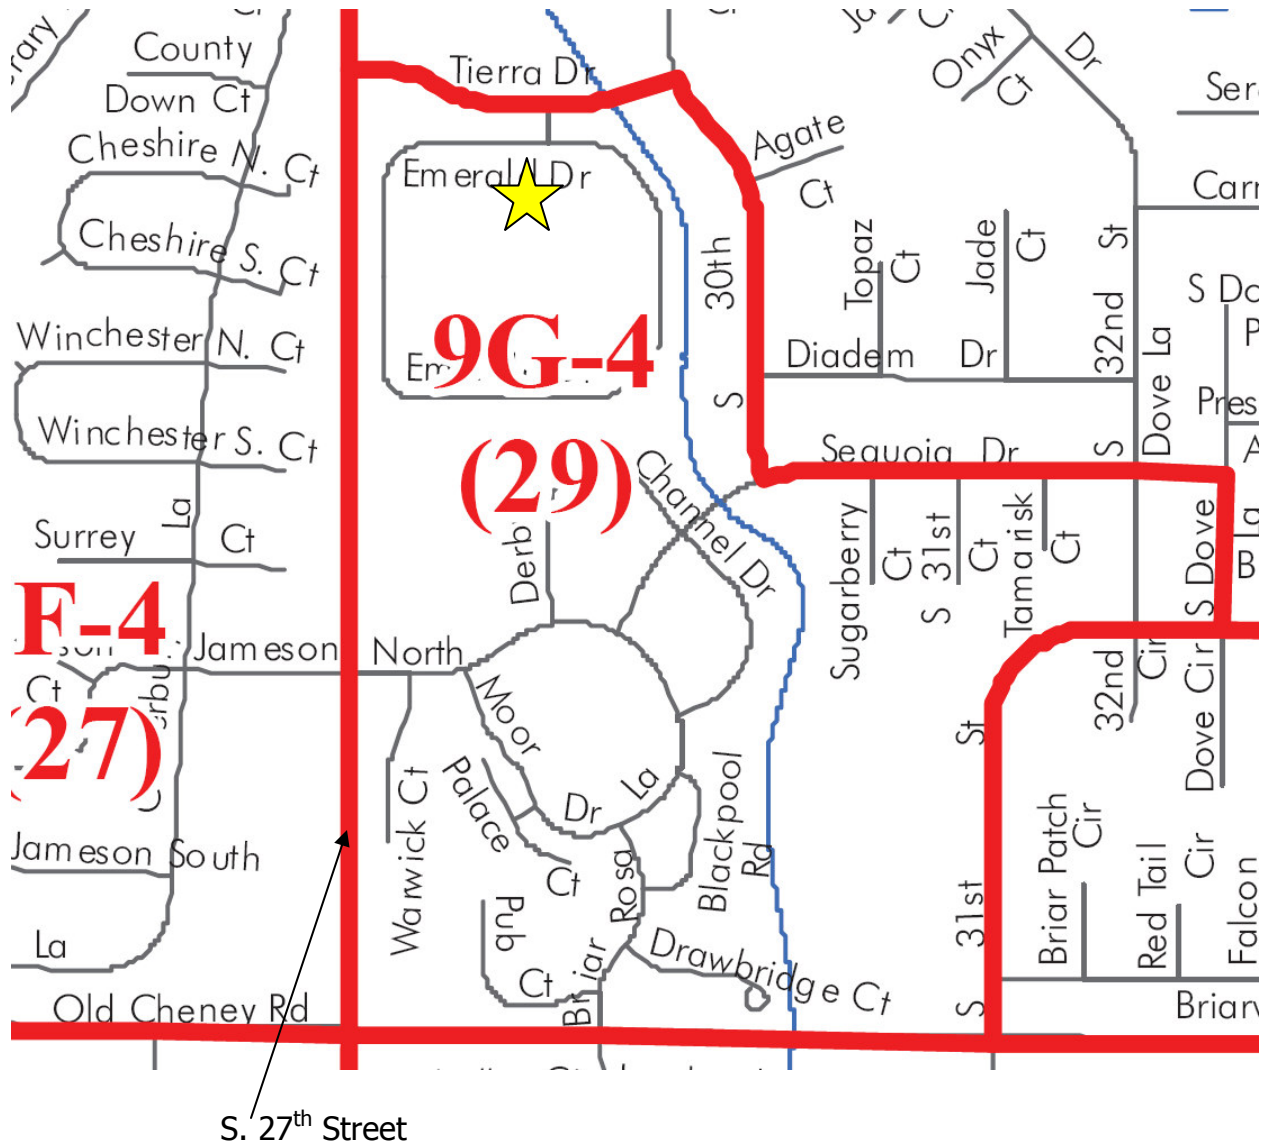 County
Down Ct
Tierra Dr
Onyx
Ct
Dr
Cheshire N. Ct
Emerald Dr
Agate
Ct
Cheshire S. Ct
Topaz
Ct
Jade
Ct
32nd St
S 30th
S Do
P
Winchester N. Ct
9G-4
Diadem Dr
Dove La
Pres
A
Winchester S. Ct
(29)
Sequoia Dr
S
Channel Dr
La
Surrey Ct
Derb
Sugarberry
Ct
S 31st
Ct
Tamarisk
Ct
S Dove
B
F-4
Jameson North
Ct
(27)
Moor
Dr
La
32nd
Cir
Dove Cir
St
Palace
Ct
Warwick Ct
Blackpool
Rd
Briar Patch
Cir
Red Tail
Cir
Falcon
Jameson South
Pub
Ct
Briar
Rosa
Drawbridge Ct
S 31st
La
Old Cheney Rd
Briarw
S. 27th Street